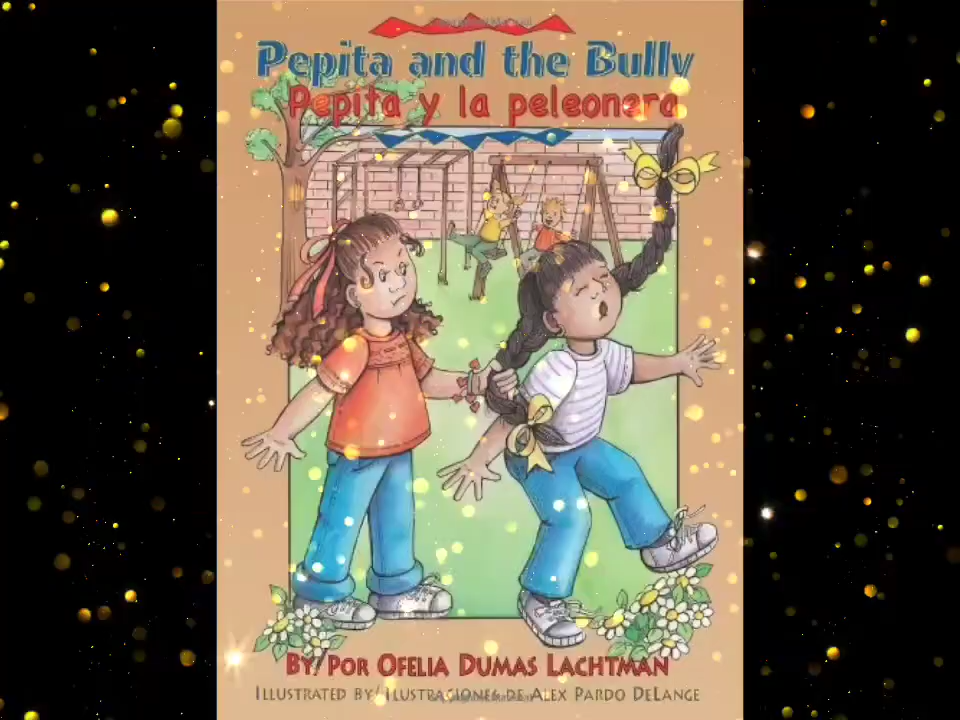 Pepita and the Bully
Pepita y la peleonera
By/Por Ofelia Dumas Lachtman
Illustrated by/Ilustraciones de Alex Pardo DeLange